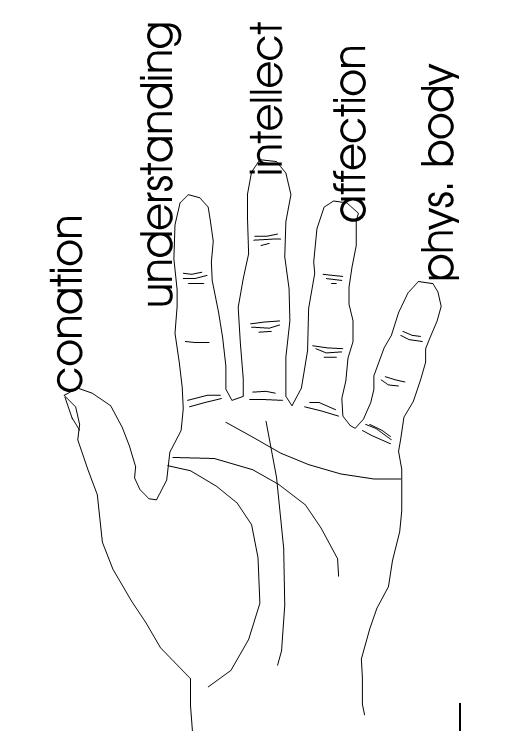 conation
understanding
intellect
affection
phys. body